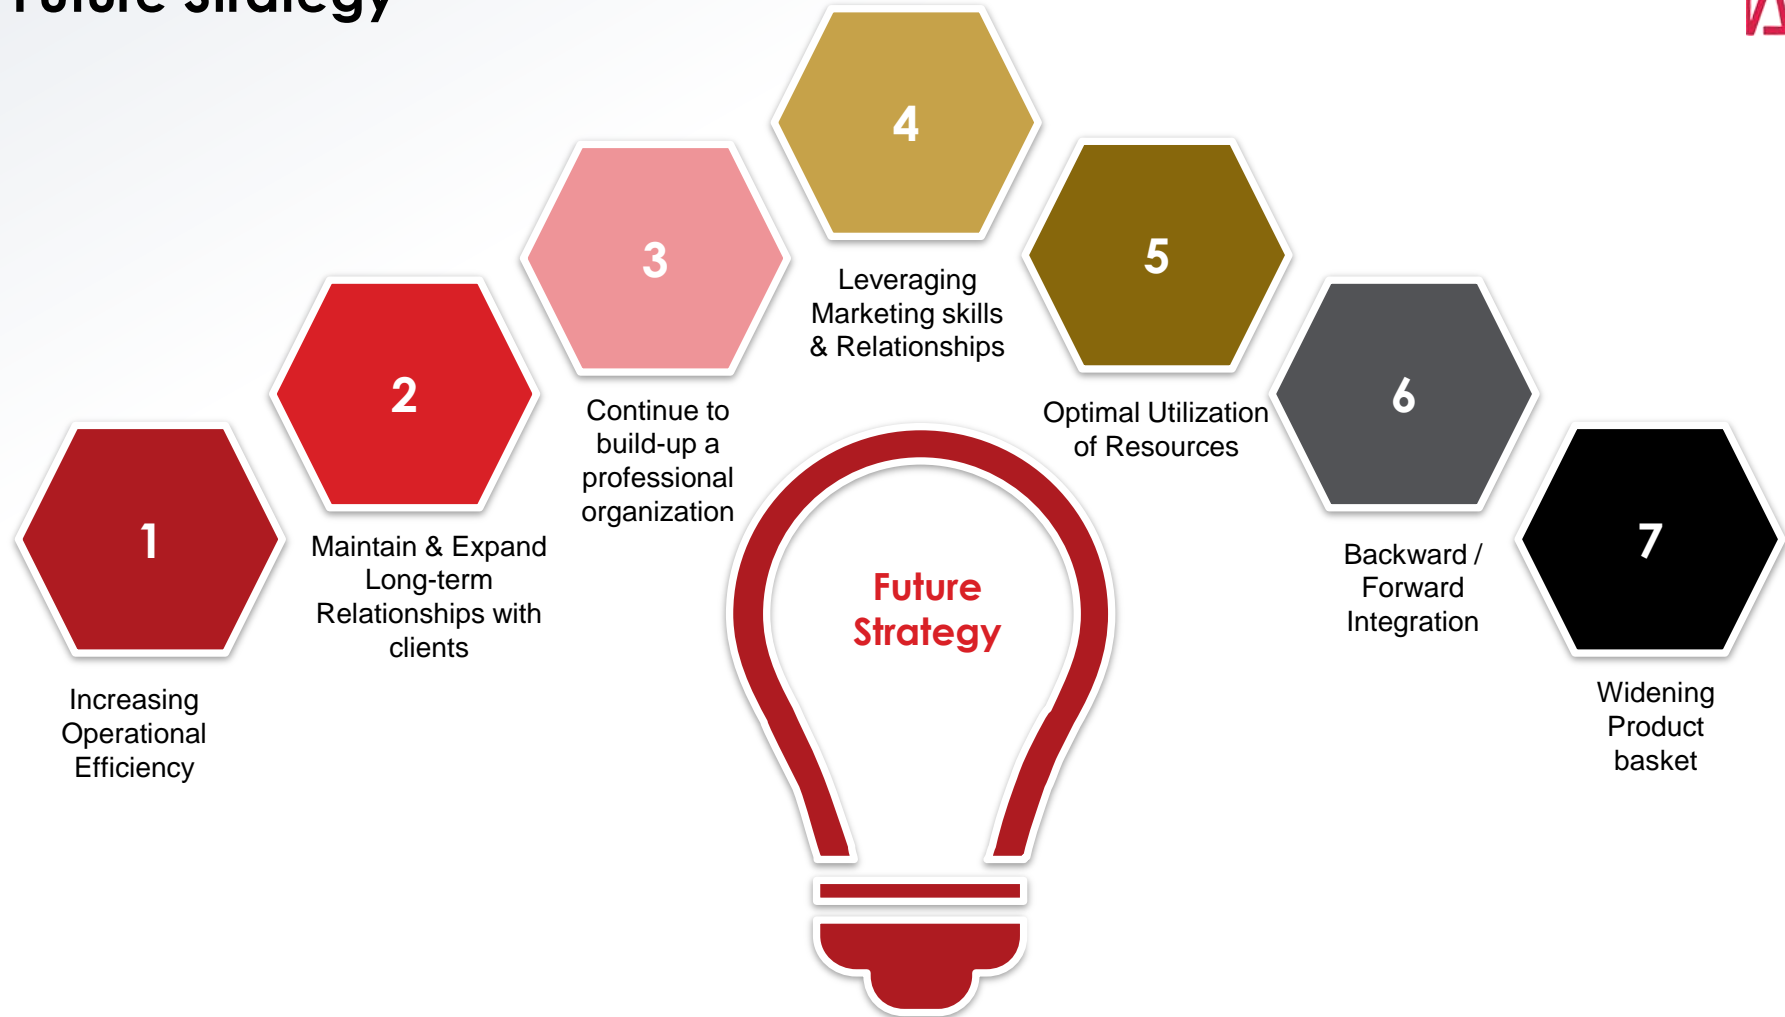 Future Strategy
1
Increasing
Operational
Efficiency
2
Maintain & Expand
Long-term
Relationships with
clients
3
Continue to
build-up a
professional
organization
4
Leveraging
Marketing skills
& Relationships
5
Optimal Utilization
of Resources
6
Backward /
Forward
Integration
7
Widening
Product
basket
Future
Strategy